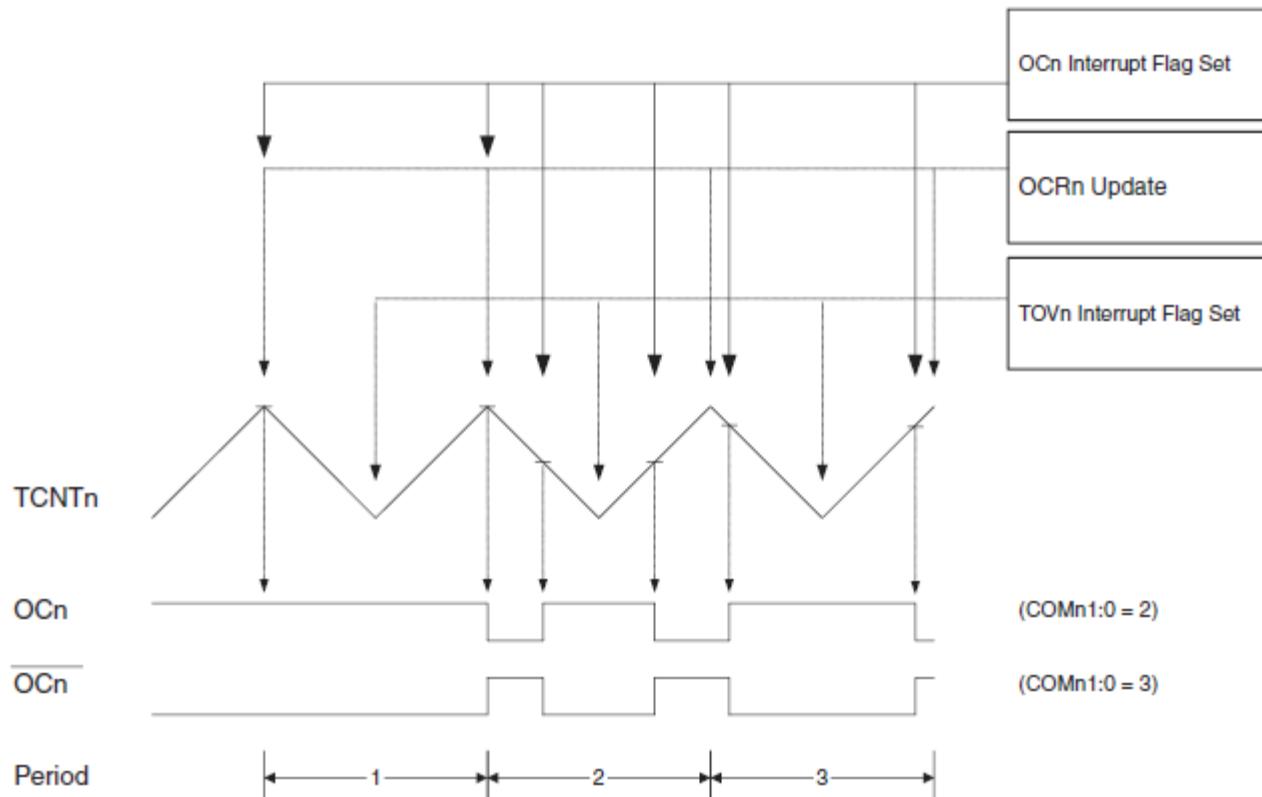 OCn Interrupt Flag Set
OCRn Update
TOVn Interrupt Flag Set
TCNTn
OCn (COMn1:0 = 2)
O̅C̅n̅ (COMn1:0 = 3)
Period 1 2 3